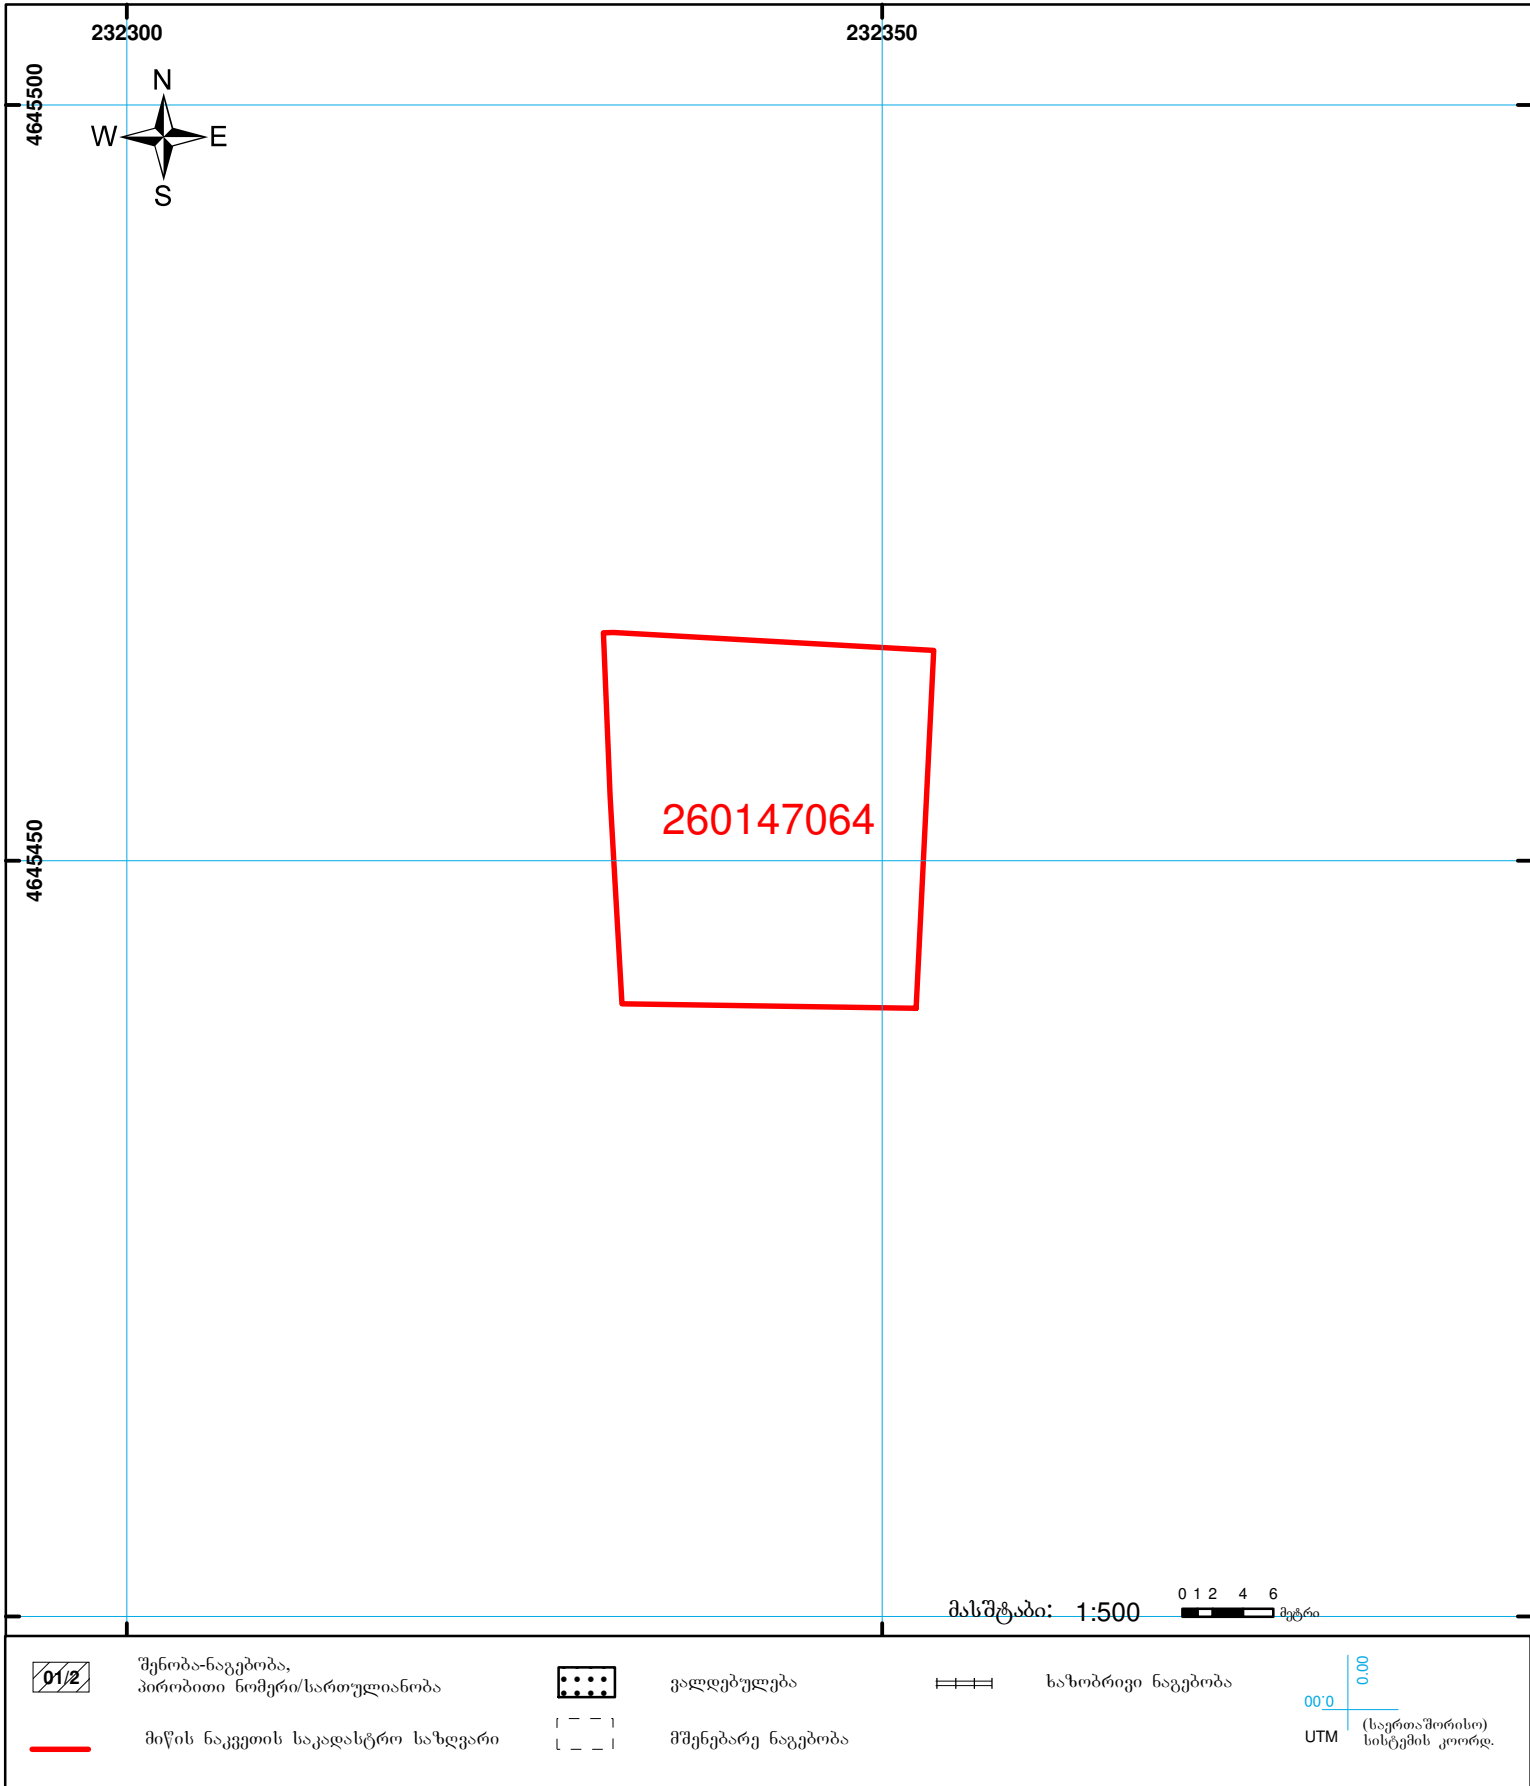 232300
232350
4645500
N
W
E
S
260147064
4645450
მასშტაბი: 1:500
0 1 2 4 6
მეტრი
01/2
შენობა-ნაგებობა,
პირობითი ნომერი/სართულიანობა
ვალდებულება
ხაზობრივი ნაგებობა
0.00
0.00
UTM
(საერთაშორისო)
სისტემის კოორდ.
მიწის ნაკვეთის საკადასტრო საზღვარი
მშენებარე ნაგებობა